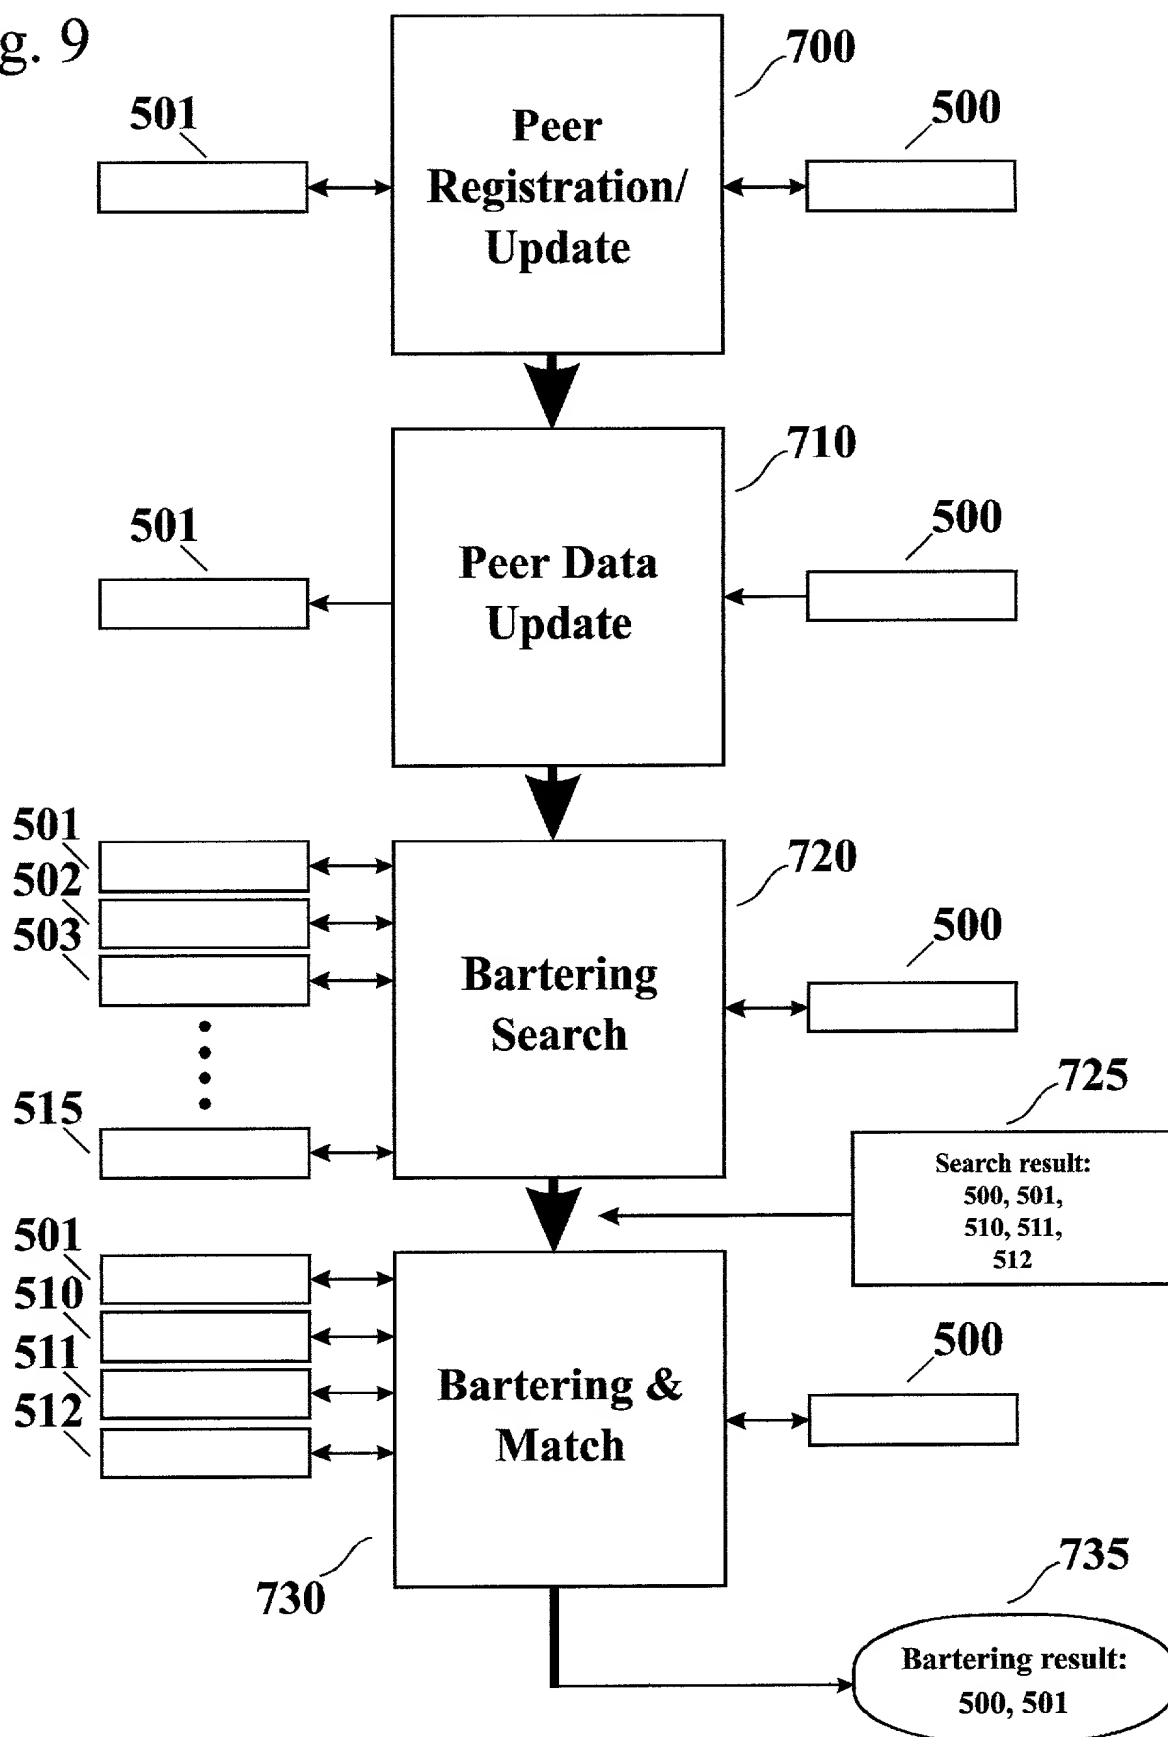 g. 9
700
501
500
Peer
Registration/
Update
710
501
500
Peer Data
Update
501
502
503
515
720
500
Bartering
Search
725
Search result:
500, 501,
510, 511,
512
501
510
511
512
500
Bartering &
Match
730
735
Bartering result:
500, 501